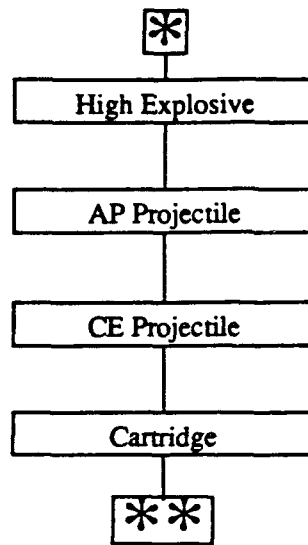 *
High Explosive
AP Projectile
CE Projectile
Cartridge
* *